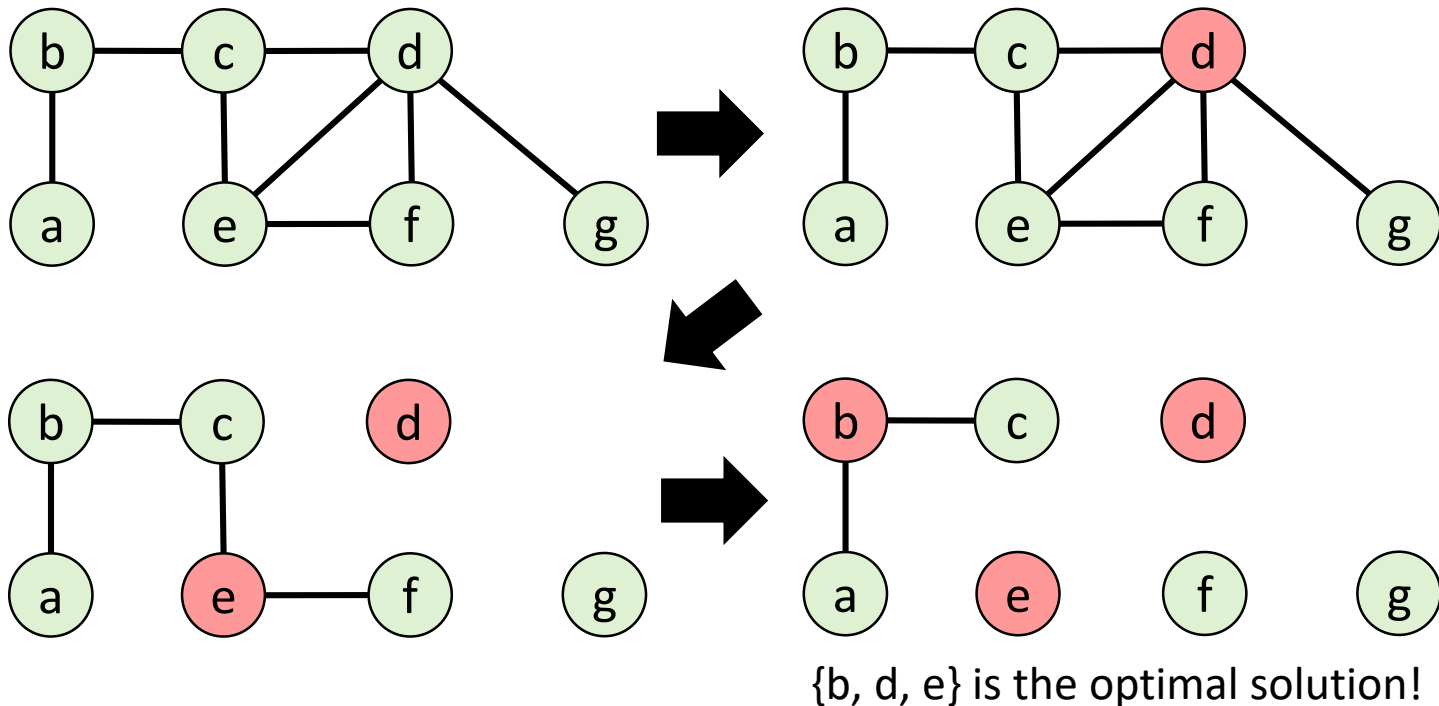 b c d b c d
a e f g a e f g
b c d b c d
a e f g a e f g
{b, d, e} is the optimal solution!